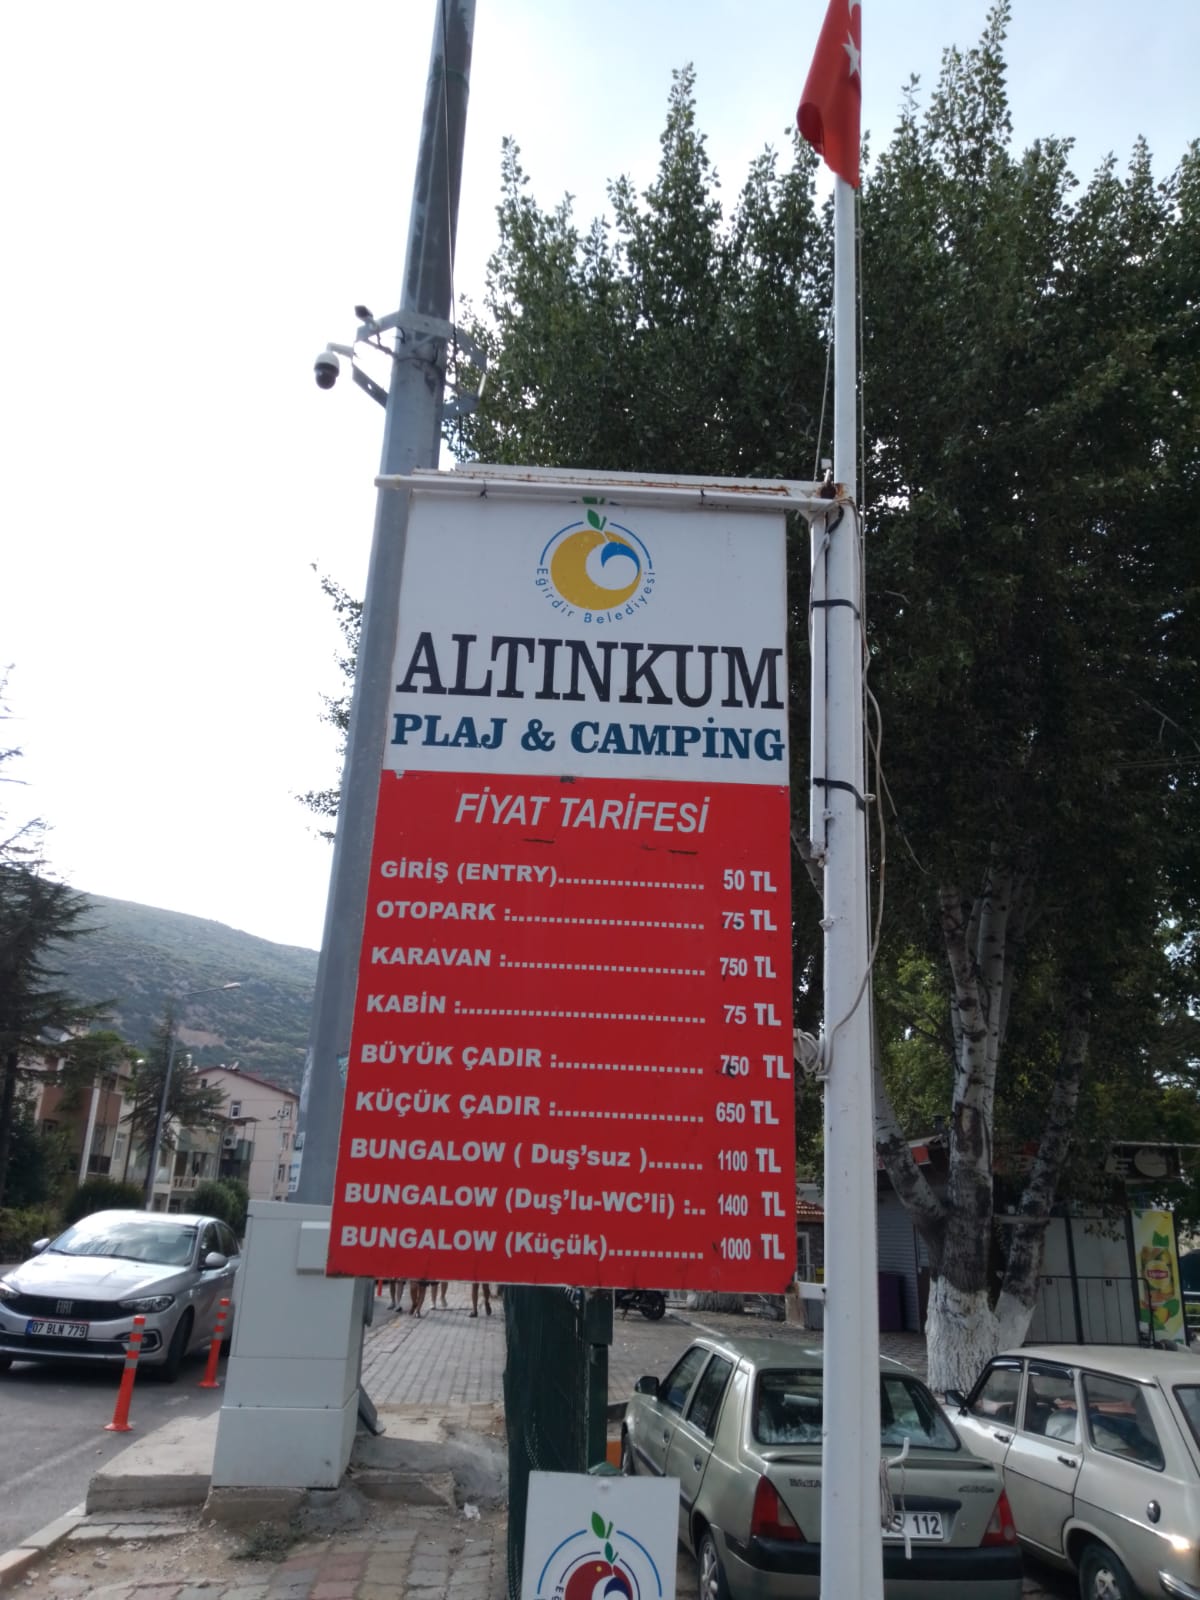 Eğirdir Belediyesi
ALTINKUM
PLAJ & CAMPİNG
FİYAT TARİFESİ
GİRİŞ (ENTRY).................... 50 TL
OTOPARK :.......................... 75 TL
KARAVAN :........................... 750 TL
KABİN :................................. 75 TL
BÜYÜK ÇADIR :.................... 750 TL
KÜÇÜK ÇADIR :.................... 650 TL
BUNGALOW ( Duş’suz )....... 1100 TL
BUNGALOW (Duş’lu-WC’li) :.. 1400 TL
BUNGALOW (Küçük)............ 1000 TL
07 BLN 779
112